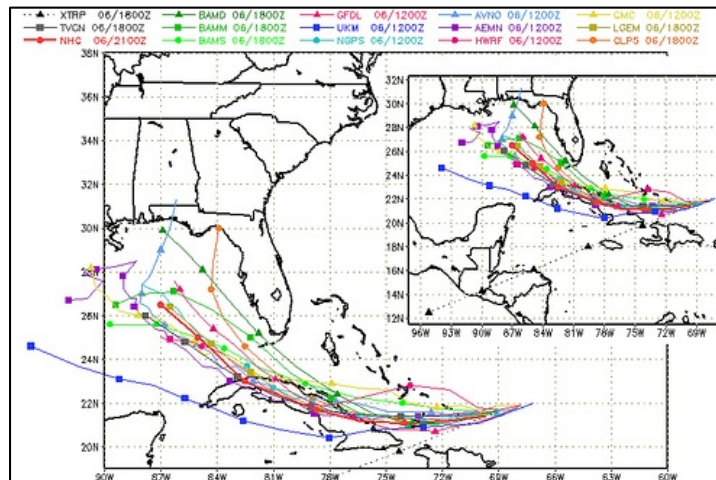 XTRP 06/1800Z BAMD 06/1800Z GFDL 06/1200Z AVNO 06/1200Z CMC 06/1200Z
TVCN 06/1800Z BAMM 06/1800Z UKM 06/1200Z AEMN 06/1200Z LGEM 06/1800Z
NHC 06/2100Z BAMS 06/1800Z NGPS 06/1200Z HWRF 06/1200Z CLP5 06/1800Z
36N
34N
32N
30N
28N
26N
24N
22N
20N
90W 87W 84W 81W 78W 75W 72W 69W 66W 63W 60W
32N
30N
28N
26N
24N
22N
20N
18N
16N
14N
12N
96W 93W 90W 87W 84W 81W 78W 75W 72W 69W